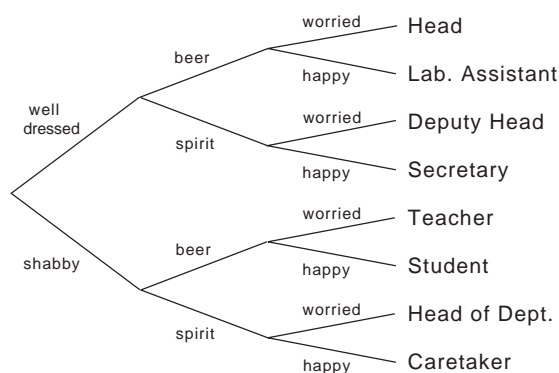 worried
Head
beer
happy
Lab. Assistant
well
dressed
worried
Deputy Head
spirit
happy
Secretary
worried
Teacher
beer
shabby
happy
Student
worried
Head of Dept.
spirit
happy
Caretaker